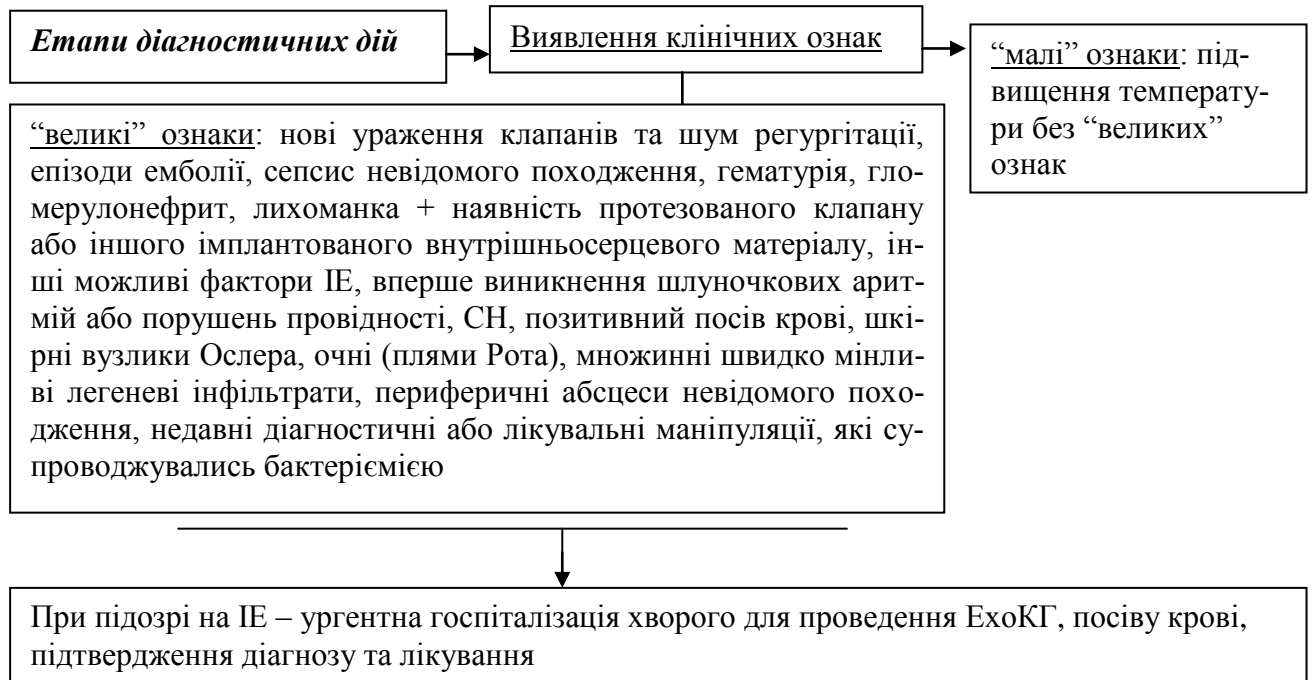 Етапи діагностичних дій
Виявлення клінічних ознак
“малі” ознаки: під-
вищення температу-
ри без “великих”
ознак
“великі” ознаки: нові ураження клапанів та шум регургітації,
епізоди емболії, сепсис невідомого походження, гематурія, гло-
мерулонефрит, лихоманка + наявність протезованого клапану
або іншого імплантованого внутрішньосерцевого матеріалу, ін-
ші можливі фактори ІЕ, вперше виникнення шлуночкових арит-
мій або порушень провідності, СН, позитивний посів крові, шкі-
рні вузлики Ослера, очні (плями Рота), множинні швидко мінли-
ві легеневі інфільтрати, периферичні абсцеси невідомого похо-
дження, недавні діагностичні або лікувальні маніпуляції, які су-
проводжувались бактеріємією
При підозрі на ІЕ – ургентна госпіталізація хворого для проведення ЕхоКГ, посіву крові,
підтвердження діагнозу та лікування